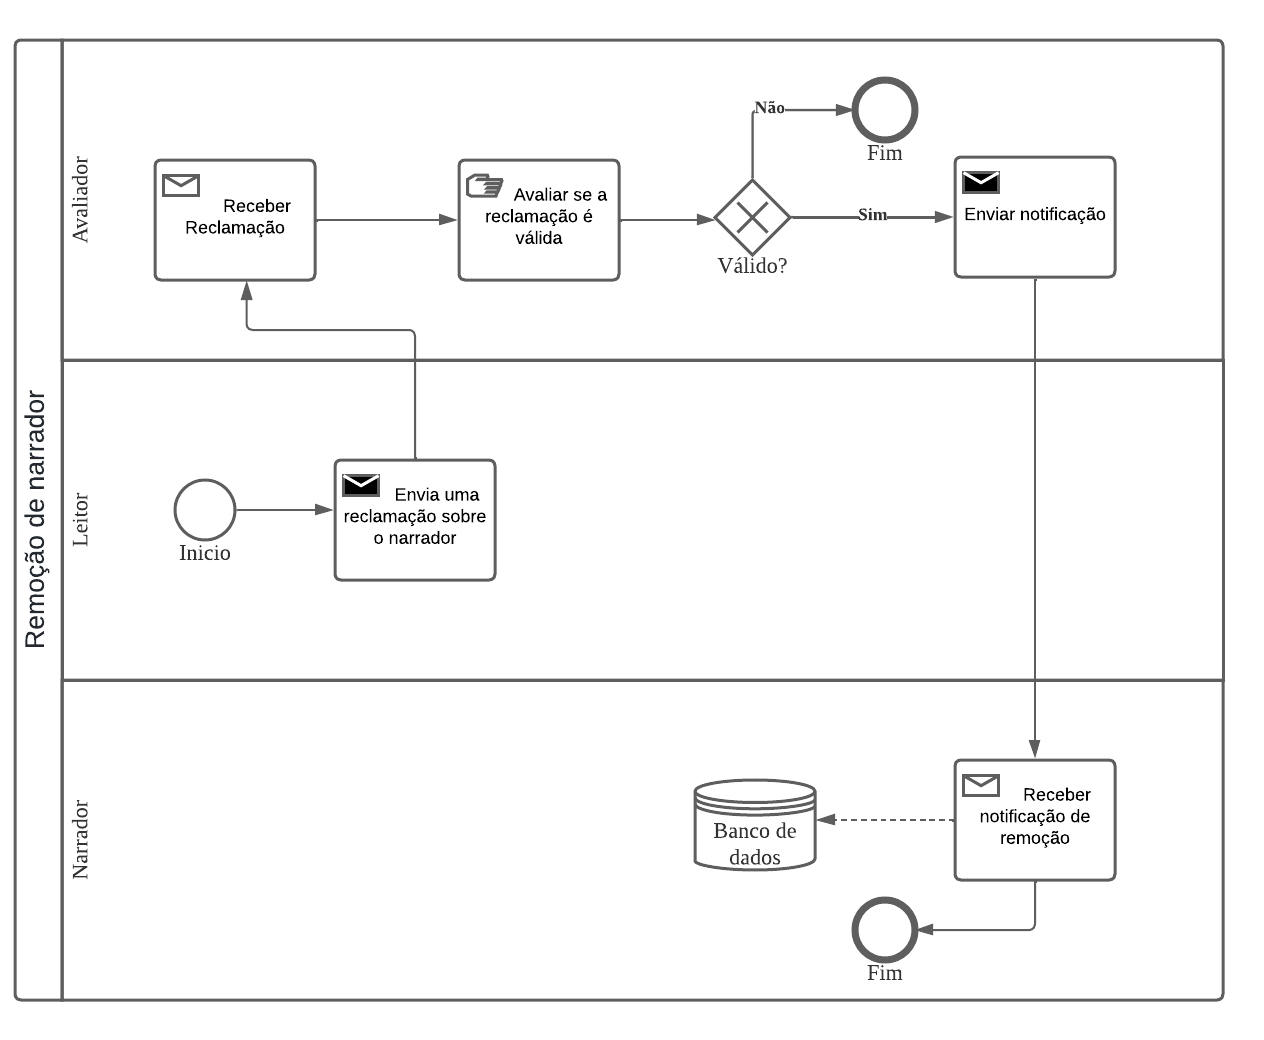 Remoção de narrador
Avaliador
Receber
Reclamação
Avaliar se a
reclamação é
válida
Válido?
Não
Fim
Sim
Enviar notificação
Leitor
Inicio
Envia uma
reclamação sobre
o narrador
Narrador
Banco de
dados
Receber
notificação de
remoção
Fim